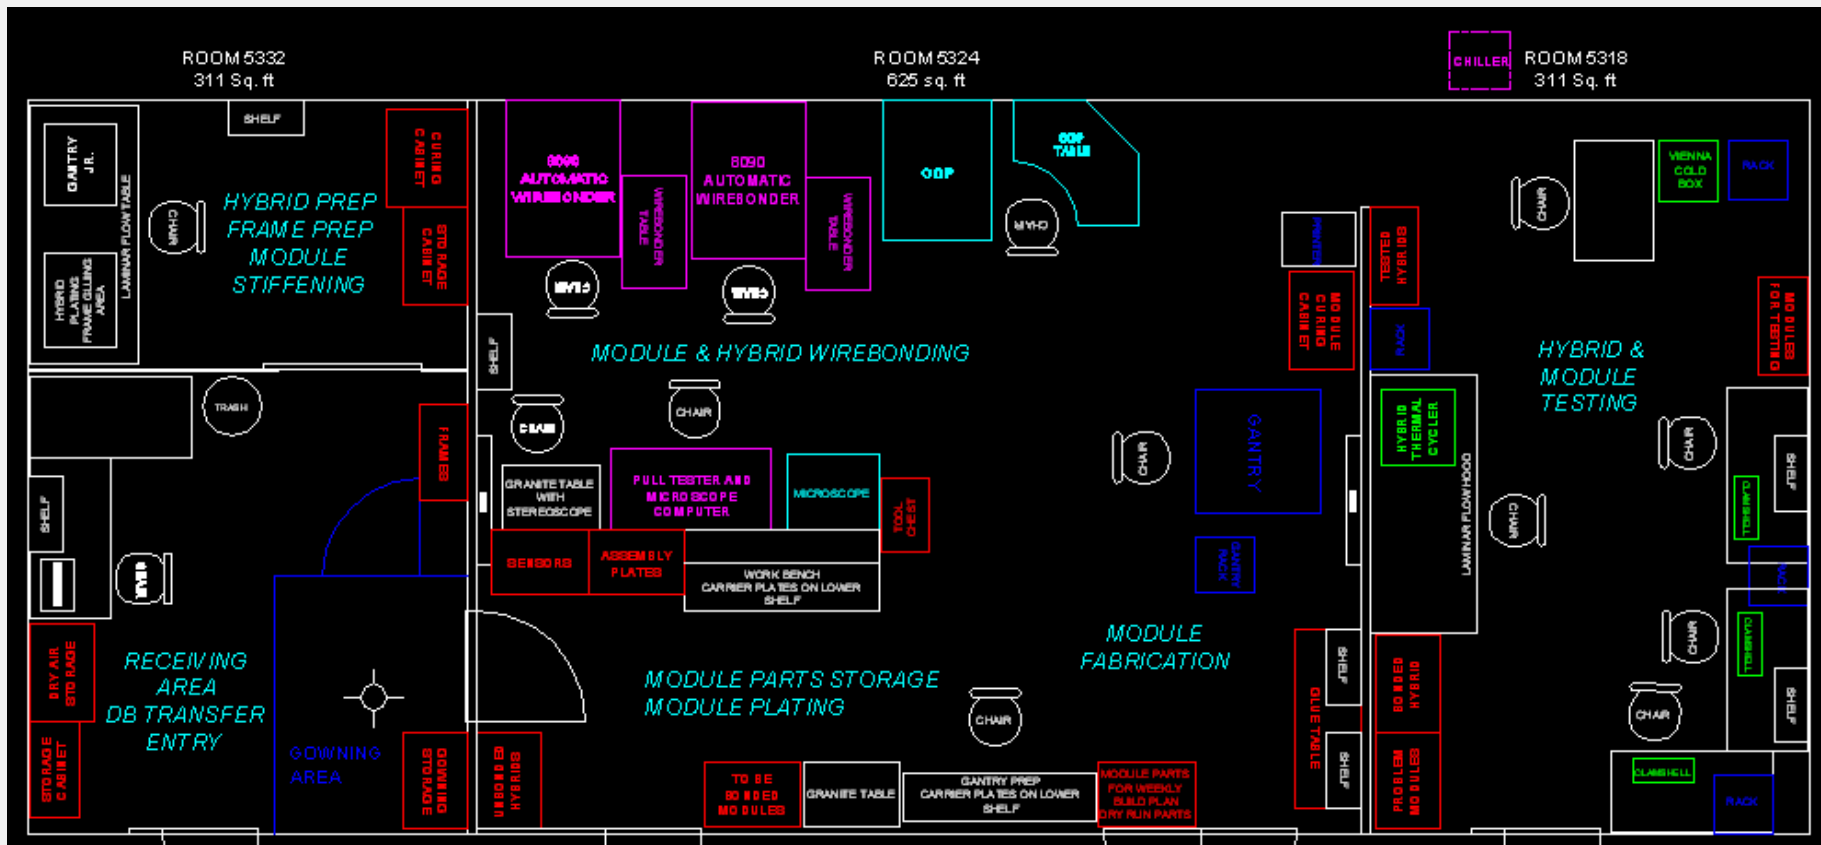 ROOM 5332
311 Sq. ft
ROOM 5324
625 sq. ft
CHILLER
ROOM 5318
311 Sq. ft
SHELF
GANTRY
JR.
LAMINAR FLOW TABLE
HYBRID
PLATING
FRAME GLUING
AREA
CHAIR
HYBRID PREP
FRAME PREP
MODULE
STIFFENING
CURING
CABINET
STORAGE
CABINET
8090
AUTOMATIC
WIREBONDER
WIREBONDER
TABLE
8090
AUTOMATIC
WIREBONDER
WIREBONDER
TABLE
OGP
OGP
TABLE
CHAIR
CHAIR
CHAIR
SHELF
MODULE & HYBRID WIREBONDING
PRINTER
MODULE
CURING
CABINET
TESTED
HYBRIDS
RACK
CHAIR
VIENNA
COLD
BOX
RACK
MODULES
FOR TESTING
HYBRID &
MODULE
TESTING
TRASH
FRAMES
SHELF
CHAIR
CHAIR
CHAIR
GRANITE TABLE
WITH
STEREOSCOPE
PULL TESTER AND
MICROSCOPE
COMPUTER
MICROSCOPE
TOOL
CHEST
SENSORS
ASSEMBLY
PLATES
WORK BENCH
CARRIER PLATES ON LOWER
SHELF
CHAIR
GANTRY
GANTRY
RACK
HYBRID
THERMAL
CYCLER
LAMINAR FLOWHOOD
CHAIR
CHAIR
SHELF
CLAMSHELL
RACK
CHAIR
CLAMSHELL
SHELF
CHAIR
CLAMSHELL
RACK
DRY AIR
STORAGE
STORAGE
CABINET
RECEIVING
AREA
DB TRANSFER
ENTRY
GOWNING
AREA
GOWNING
STORAGE
UNBONDED
HYBRIDS
MODULE PARTS STORAGE
MODULE PLATING
MODULE
FABRICATION
CHAIR
TO BE
BONDED
MODULES
GRANITE TABLE
GANTRY PREP
CARRIER PLATES ON LOWER
SHELF
MODULE PARTS
FOR WEEKLY
BUILD PLAN
DRY RUN PARTS
GLUE TABLE
SHELF
SHELF
BONDED
HYBRID
PROBLEM
MODULES